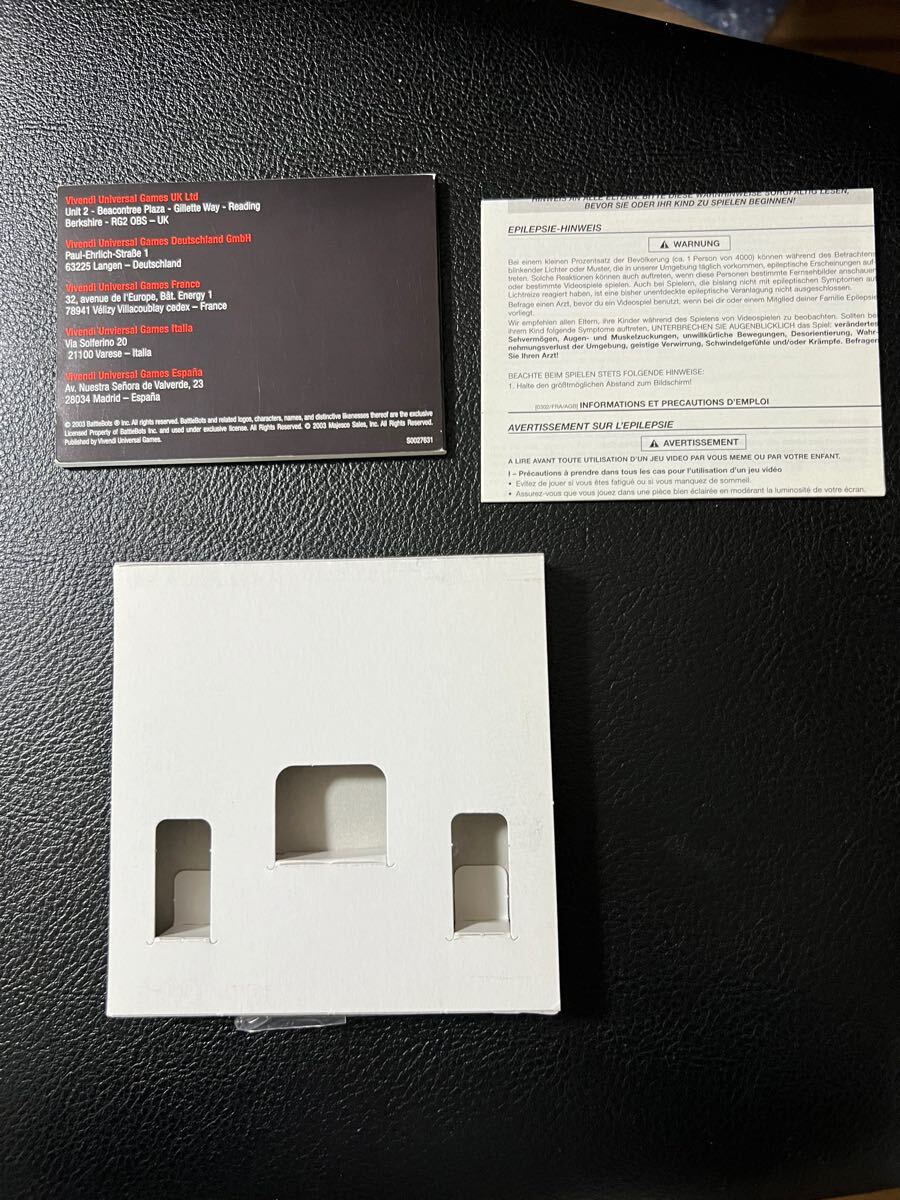 Vivendi Universal Games UK Ltd
Unit 2 - Beacontree Plaza - Gillette Way - Reading
Berkshire - RG2 OBS – UK
Vivendi Universal Games Deutschland GmbH
Paul-Ehrlich-Straße 1
63225 Langen – Deutschland
Vivendi Universal Games France
32, avenue de l'Europe, Bât. Energy 1
78941 Vélizy Villacoublay cedex – France
Vivendi Universal Games Italia
Via Solferino 20
21100 Varese – Italia
Vivendi Universal Games España
Av. Nuestra Señora de Valverde, 23
28034 Madrid – España
© 2003 BattleBots ® Inc. All rights reserved. BattleBots and related logos, characters, names, and distinctive likenesses thereof are the exclusive
Licensed Property of BattleBots Inc. and used under exclusive license. All Rights Reserved. © 2003 Majesco Sales, Inc. All Rights Reserved.
Published by Vivendi Universal Games.
S0027631
HINWEIS AN ALLE ELTERN: BITTE DIESE WARNHINWEISE SORGFÄLTIG LESEN,
BEVOR SIE ODER IHR KIND ZU SPIELEN BEGINNEN!
EPILEPSIE-HINWEIS
WARNUNG
Bei einem kleinen Prozentsatz der Bevölkerung (ca. 1 Person von 4000) können während des Betrachtens
blinkender Lichter oder Muster, die in unserer Umgebung täglich vorkommen, epileptische Erscheinungen auf-
treten. Solche Reaktionen können auch auftreten, wenn diese Personen bestimmte Fernsehbilder anschauen
oder bestimmte Videospiele spielen. Auch bei Spielern, die bislang nicht mit epileptischen Symptomen auf
Lichtreize reagiert haben, ist eine bisher unentdeckte epileptische Veranlagung nicht ausgeschlossen.
Befrage einen Arzt, bevor du ein Videospiel benutzt, wenn bei dir oder einem Mitglied deiner Familie Epilepsie
vorliegt.
Wir empfehlen allen Eltern, ihre Kinder während des Spielens von Videospielen zu beobachten. Sollten bei
ihrem Kind folgende Symptome auftreten, UNTERBRECHEN SIE AUGENBLICKLICH das Spiel: verändertes
Sehvermögen, Augen- und Muskelzuckungen, unwillkürliche Bewegungen, Desorientierung, Wahr-
nehmungsverlust der Umgebung, geistige Verwirrung, Schwindelgefühle und/oder Krämpfe. Befragen
Sie Ihren Arzt!
BEACHTE BEIM SPIELEN STETS FOLGENDE HINWEISE:
1. Halte den größtmöglichen Abstand zum Bildschirm!
[0302/FRA/AGB] INFORMATIONS ET PRECAUTIONS D'EMPLOI
AVERTISSEMENT SUR L'EPILEPSIE
AVERTISSEMENT
A LIRE AVANT TOUTE UTILISATION D'UN JEU VIDEO PAR VOUS MEME OU PAR VOTRE ENFANT.
I – Précautions à prendre dans tous les cas pour l'utilisation d'un jeu vidéo
• Evitez de jouer si vous êtes fatigué ou si vous manquez de sommeil.
• Assurez-vous que vous jouez dans une pièce bien éclairée en modérant la luminosité de votre écran.